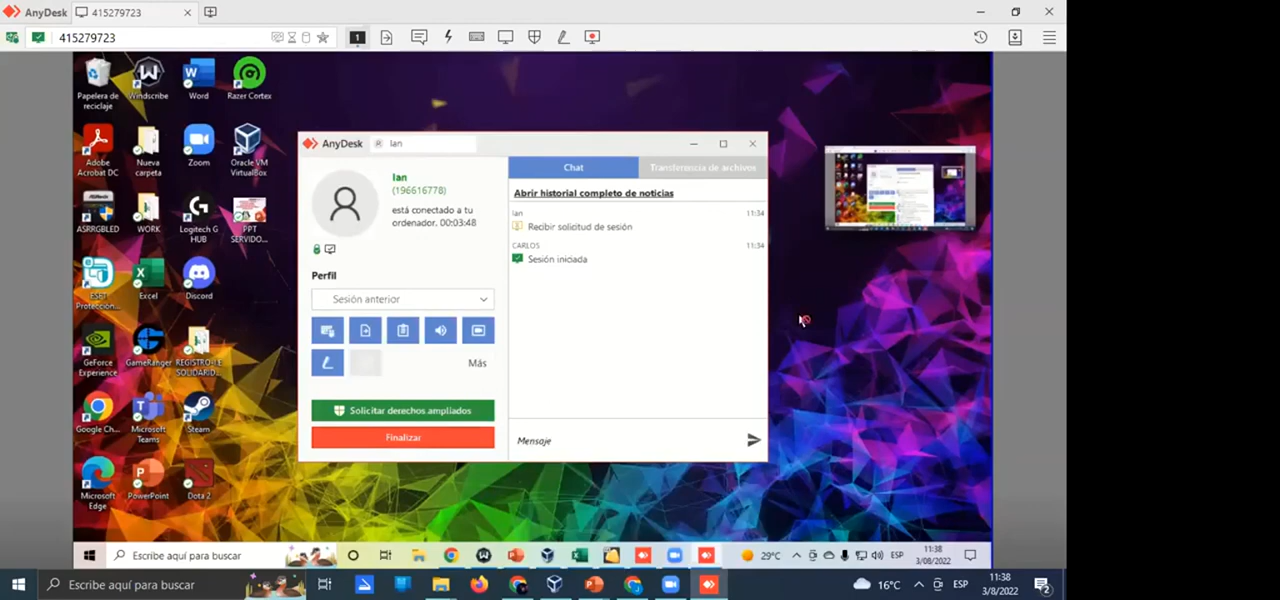 AnyDesk
415279723
415279723
1
Papelera de reciclaje
Windscribe
Word
Razer Cortex
Adobe Acrobat DC
Nueva carpeta
Zoom
Oracle VM VirtualBox
ASRRGBLED
WORK
Logitech G HUB
PPT SERVIDO...
ESET Protección...
Excel
Discord
GeForce Experience
GameRanger
Google Ch...
Microsoft Teams
Steam
Microsoft Edge
PowerPoint
Dota 2
AnyDesk
Ian
Ian
(196616778)
está conectado a tu
ordenador. 00:03:48
Perfil
Sesión anterior
Más
Solicitar derechos ampliados
Finalizar
Chat
Transferencia de archivos
Abrir historial completo de noticias
Ian 11:34
Recibir solicitud de sesión
CARLOS 11:34
Sesión iniciada
Mensaje
Escribe aquí para buscar
29°C
ESP
11:38
3/08/2022
Escribe aquí para buscar
16°C
ESP
11:38
3/8/2022
2